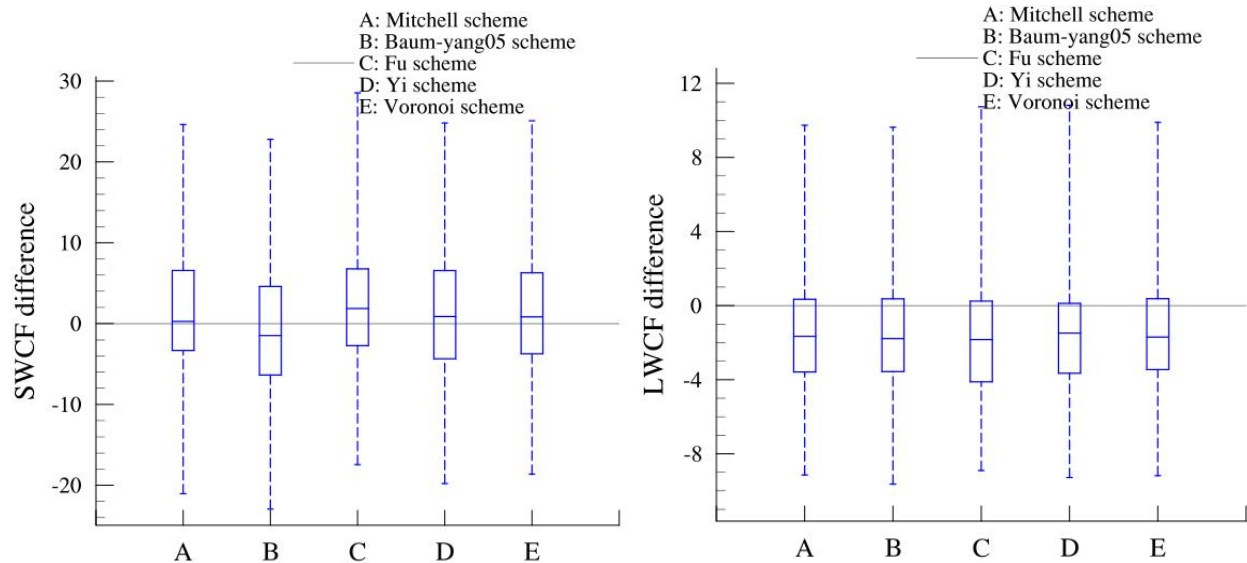 A: Mitchell scheme
B: Baum-yang05 scheme
C: Fu scheme
D: Yi scheme
E: Voronoi scheme
30
20
10
0
-10
-20
SWCF difference
A B C D E
A: Mitchell scheme
B: Baum-yang05 scheme
C: Fu scheme
D: Yi scheme
E: Voronoi scheme
12
8
4
0
-4
-8
LWCF difference
A B C D E